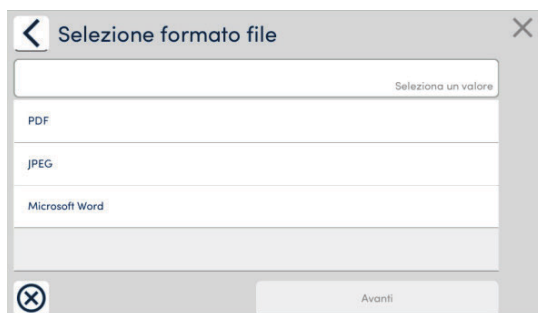 Selezione formato file
Seleziona un valore
PDF
JPEG
Microsoft Word
Avanti